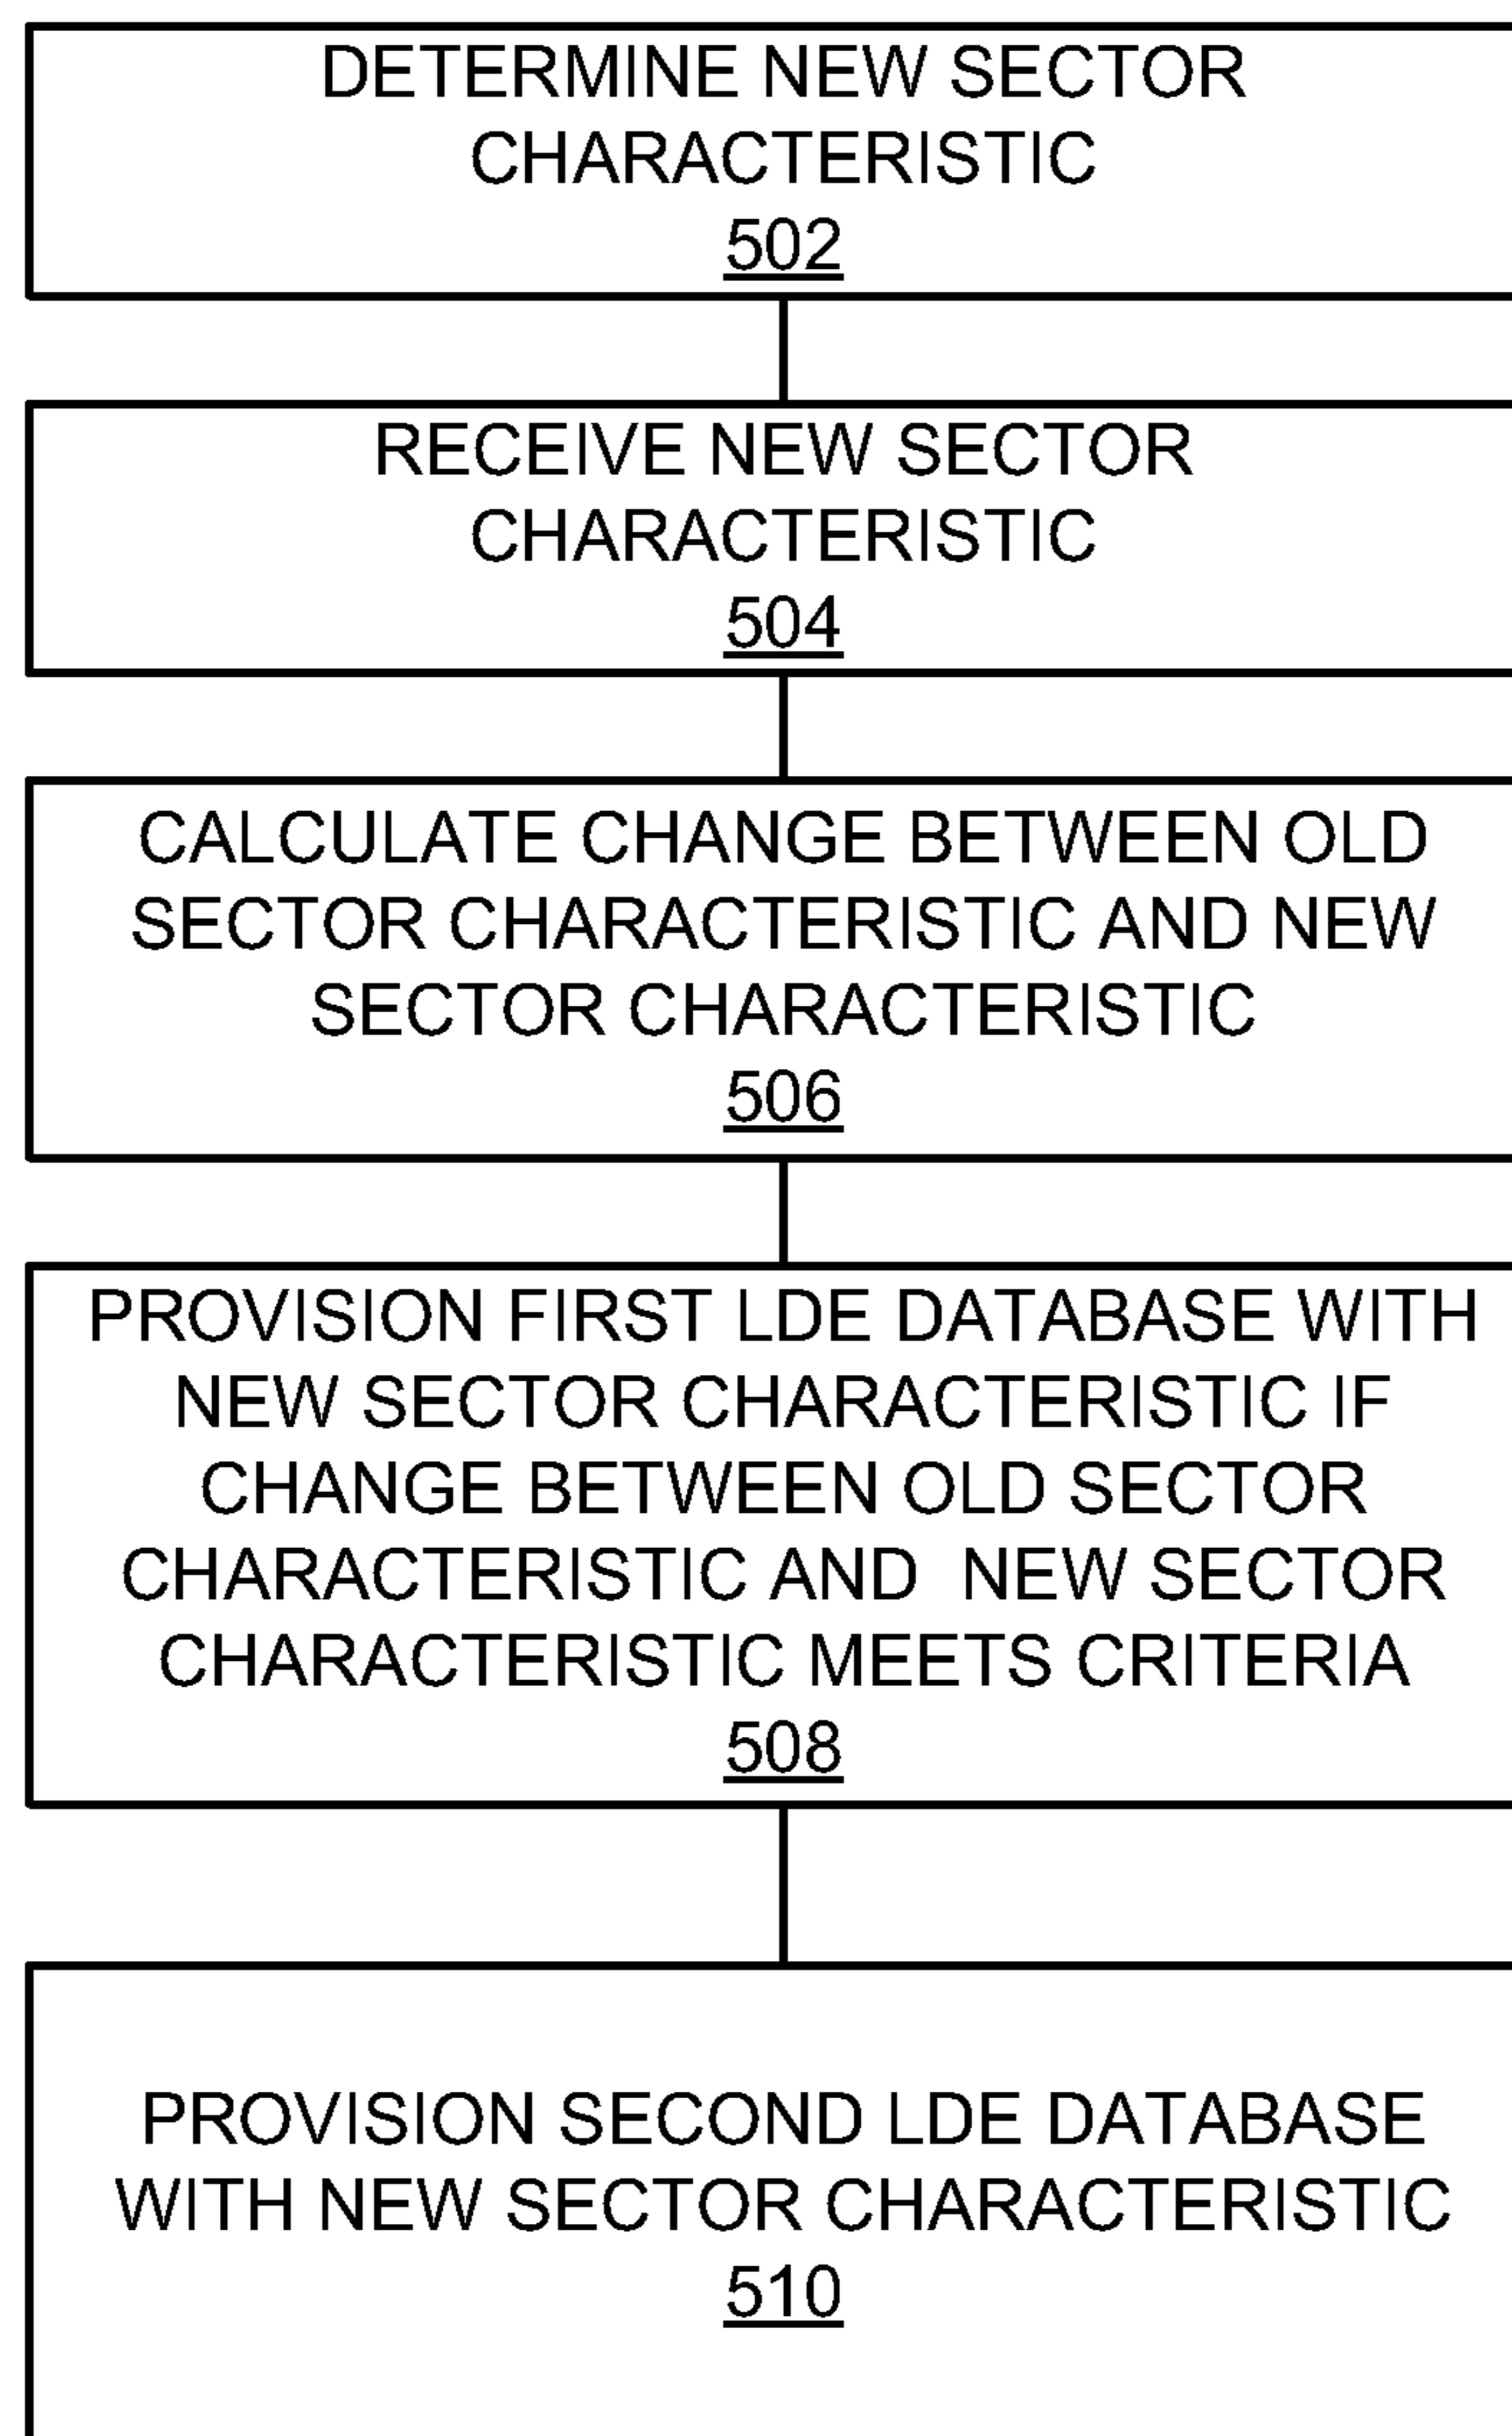 DETERMINE NEW SECTOR
CHARACTERISTIC
502
RECEIVE NEW SECTOR
CHARACTERISTIC
504
CALCULATE CHANGE BETWEEN OLD
SECTOR CHARACTERISTIC AND NEW
SECTOR CHARACTERISTIC
506
PROVISION FIRST LDE DATABASE WITH
NEW SECTOR CHARACTERISTIC IF
CHANGE BETWEEN OLD SECTOR
CHARACTERISTIC AND NEW SECTOR
CHARACTERISTIC MEETS CRITERIA
508
PROVISION SECOND LDE DATABASE
WITH NEW SECTOR CHARACTERISTIC
510